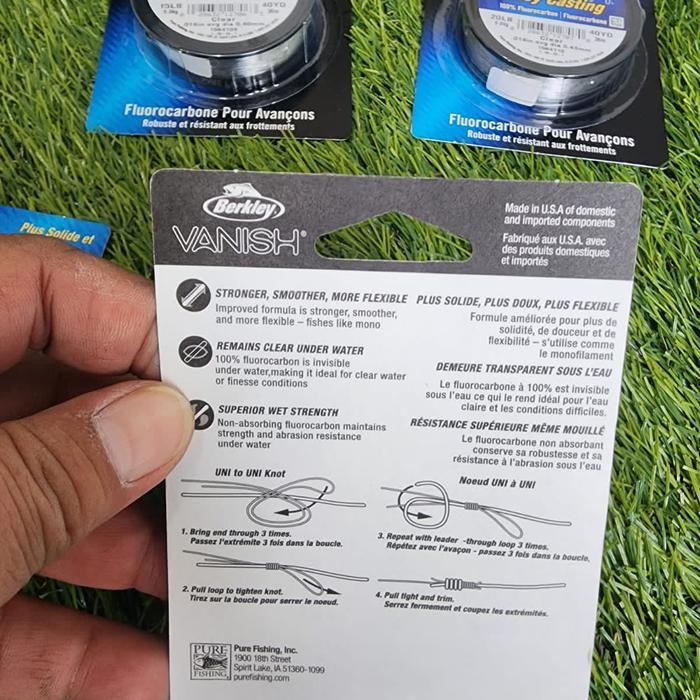 15LB
40YD
Clear
Fluorocarbone Pour Avançons
Robuste et résistant aux frottements
Casting
100% Fluorocarbon | Fluorocarbone
20LB
40YD
Clear
Fluorocarbone Pour Avançons
Robuste et résistant aux frottements
Plus Solide et
Berkley
VANISH®
Made in U.S.A of domestic
and imported components
Fabriqué aux U.S.A. avec
des produits domestiques
et importés
STRONGER, SMOOTHER, MORE FLEXIBLE
Improved formula is stronger, smoother,
and more flexible – fishes like mono
REMAINS CLEAR UNDER WATER
100% fluorocarbon is invisible
under water,making it ideal for clear water
or finesse conditions
SUPERIOR WET STRENGTH
Non-absorbing fluorocarbon maintains
strength and abrasion resistance
under water
PLUS SOLIDE, PLUS DOUX, PLUS FLEXIBLE
Formule améliorée pour plus de
solidité, de douceur et de
flexibilité – s'utilise comme
le monofilament
DEMEURE TRANSPARENT SOUS L'EAU
Le fluorocarbone à 100% est invisible
sous l'eau ce qui le rend idéal pour l'eau
claire et les conditions difficiles.
RÉSISTANCE SUPÉRIEURE MÊME MOUILLÉ
Le fluorocarbone non absorbant
conserve sa robustesse et sa
résistance à l'abrasion sous l'eau
UNI to UNI Knot
Noeud UNI à UNI
1. Bring end through 3 times.
Passez l'extrémite 3 fois dans la boucle.
3. Repeat with leader -through loop 3 times.
Répétez avec l'avaçon - passez 3 fois dans la boucle.
2. Pull loop to tighten knot.
Tirez sur la boucle pour serrer le noeud.
4. Pull tight and trim.
Serrez fermement et coupez les extrémités.
PURE
FISHING
Pure Fishing, Inc.
1900 18th Street
Spirit Lake, IA 51360-1099
purefishing.com